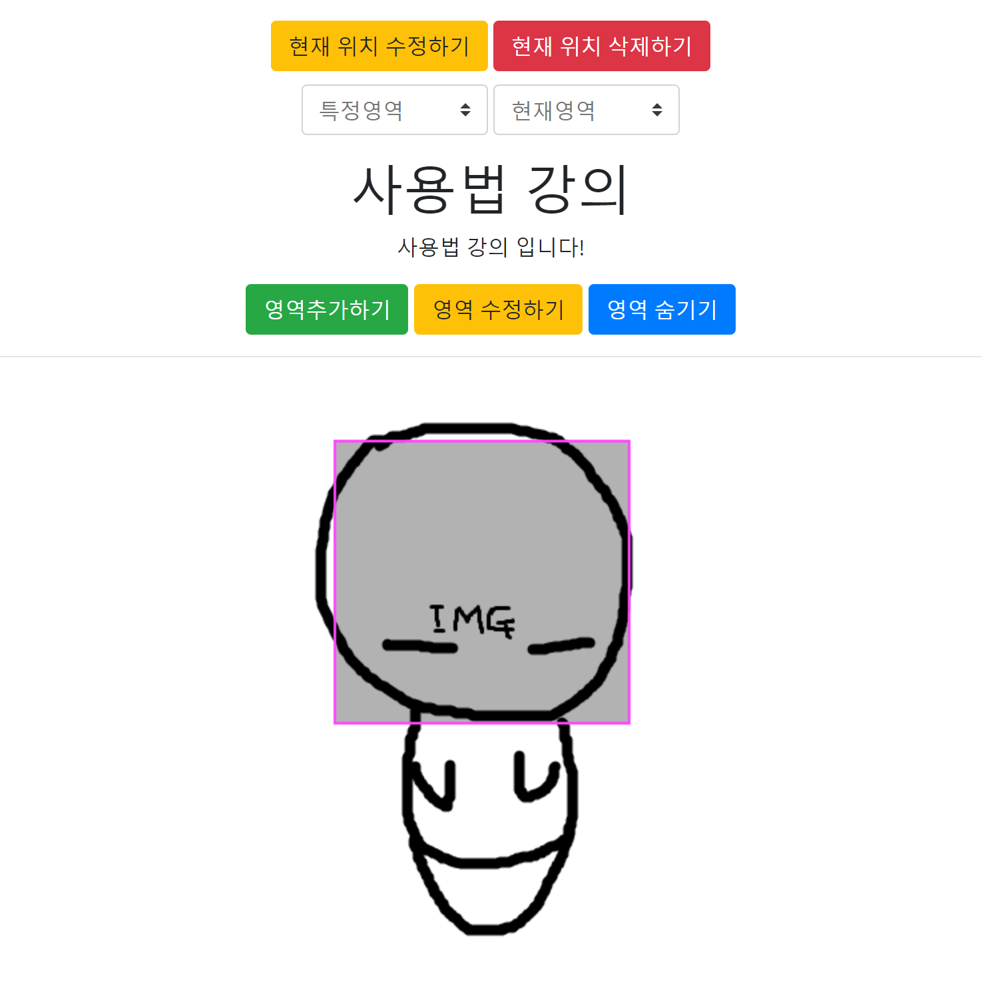 현재 위치 수정하기 현재 위치 삭제하기
특정영역 현재영역
사용법 강의
사용법 강의 입니다!
영역추가하기 영역 수정하기 영역 숨기기
IMG